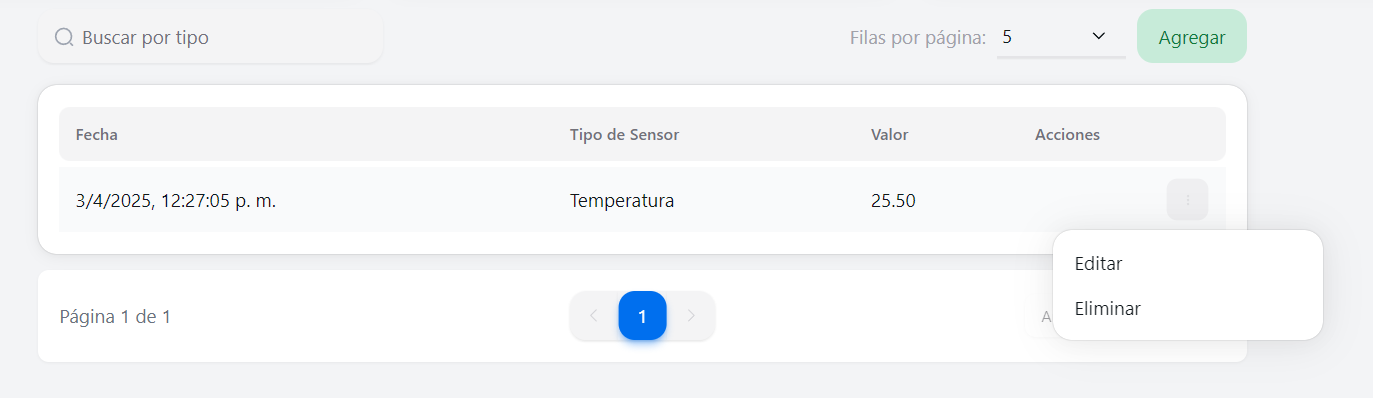 Buscar por tipo
Filas por página: 5
Agregar
Fecha Tipo de Sensor Valor Acciones
3/4/2025, 12:27:05 p. m. Temperatura 25.50
Editar
Eliminar
Página 1 de 1
1